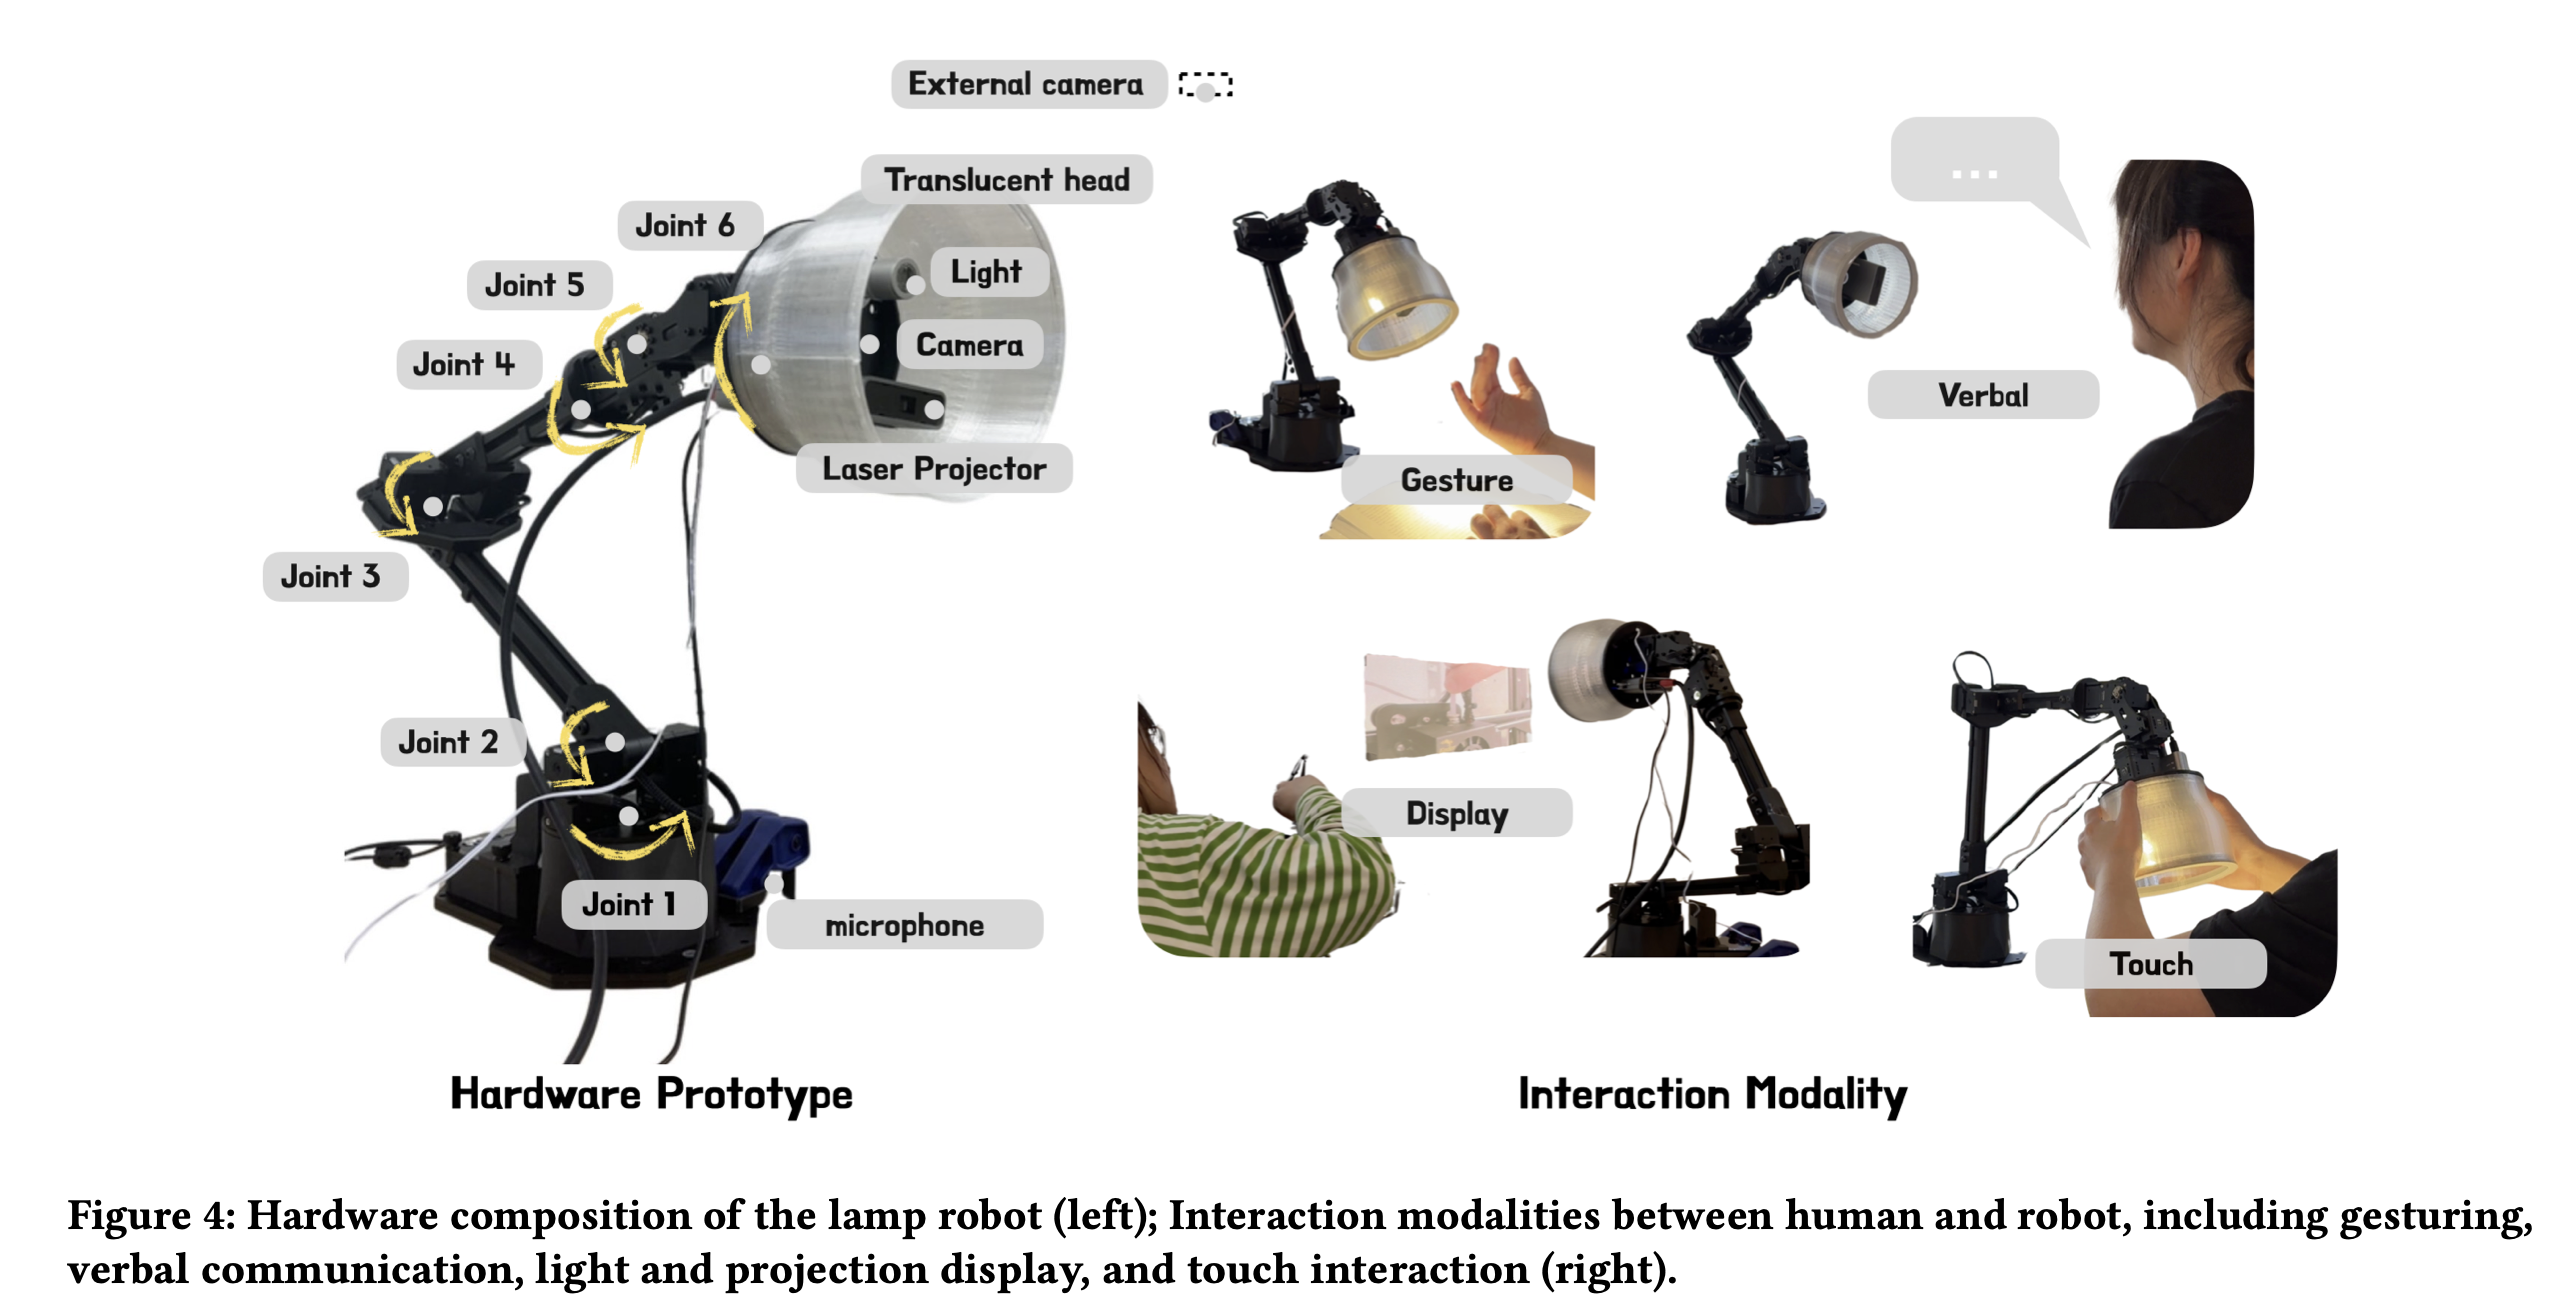 External camera
Translucent head
Joint 6
Light
Joint 5
Camera
Joint 4
Laser Projector
Joint 3
Joint 2
Joint 1
microphone
Hardware Prototype
...
Gesture
Verbal
Display
Touch
Interaction Modality
Figure 4: Hardware composition of the lamp robot (left); Interaction modalities between human and robot, including gesturing,
verbal communication, light and projection display, and touch interaction (right).